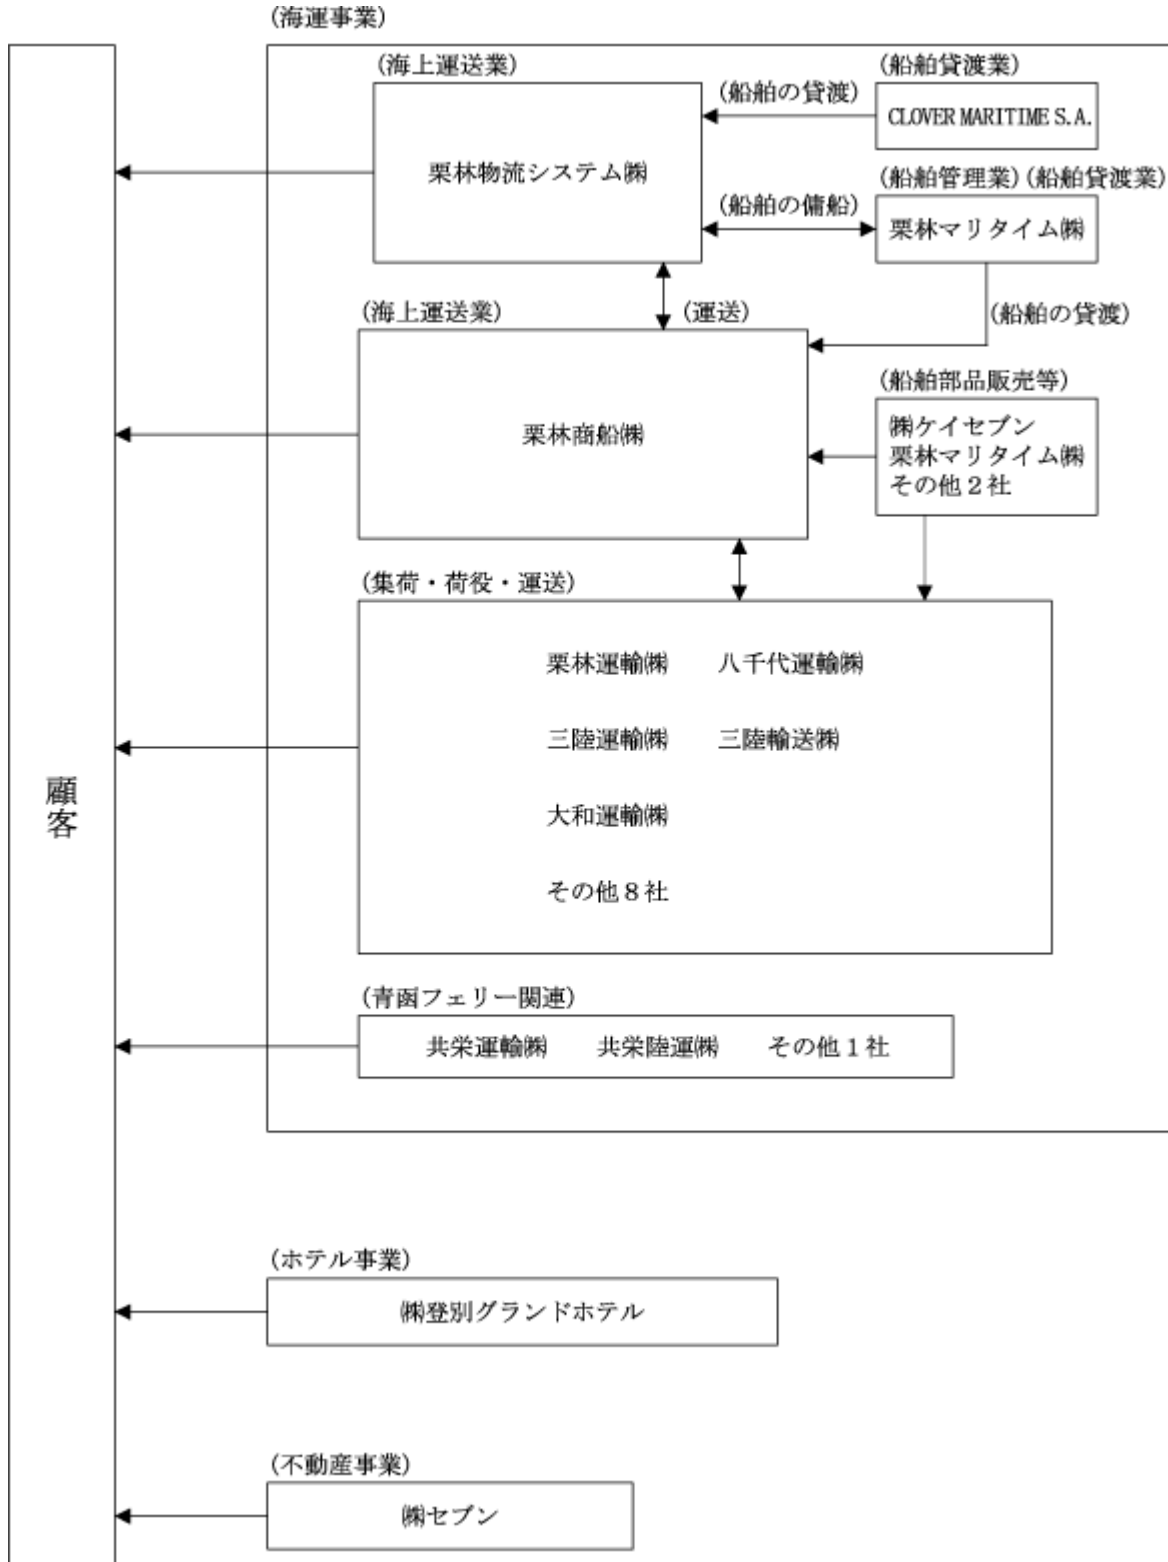 (海運事業)
(海上運送業)
(船舶貸渡業)
(船舶の貸渡)
CLOVER MARITIME S.A.
栗林物流システム㈱
(船舶管理業)(船舶貸渡業)
(船舶の傭船)
栗林マリタイム㈱
(海上運送業)
(運送)
(船舶の貸渡)
(船舶部品販売等)
栗林商船㈱
㈱ケイセブン
栗林マリタイム㈱
その他2社
(集荷・荷役・運送)
栗林運輸㈱ 八千代運輸㈱
三陸運輸㈱ 三陸輸送㈱
大和運輸㈱
その他8社
顧客
(青函フェリー関連)
共栄運輸㈱ 共栄陸運㈱ その他1社
(ホテル事業)
㈱登別グランドホテル
(不動産事業)
㈱セブン